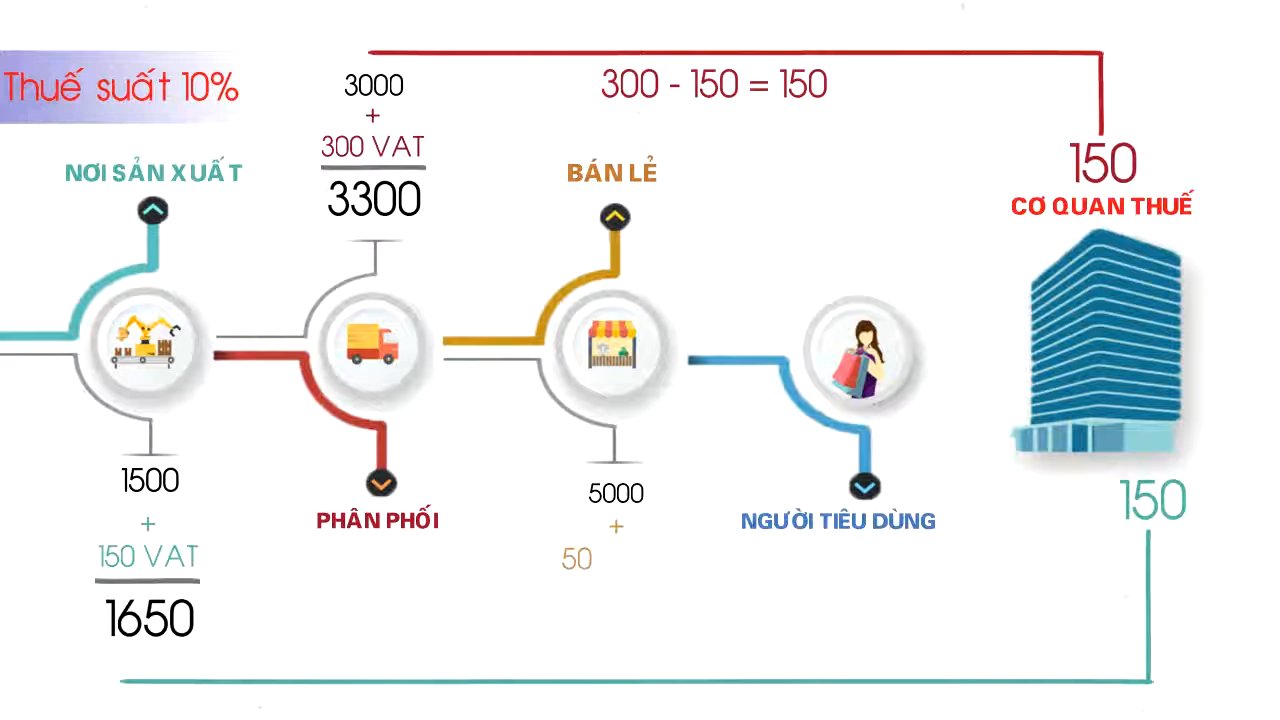 Thuế suất 10%
3000
+
300 VAT
3300
300 - 150 = 150
150
CƠ QUAN THUẾ
NƠI SẢN XUẤT
BÁN LẺ
1500
+
150 VAT
1650
PHÂN PHỐI
5000
+
50
NGƯỜI TIÊU DÙNG
150